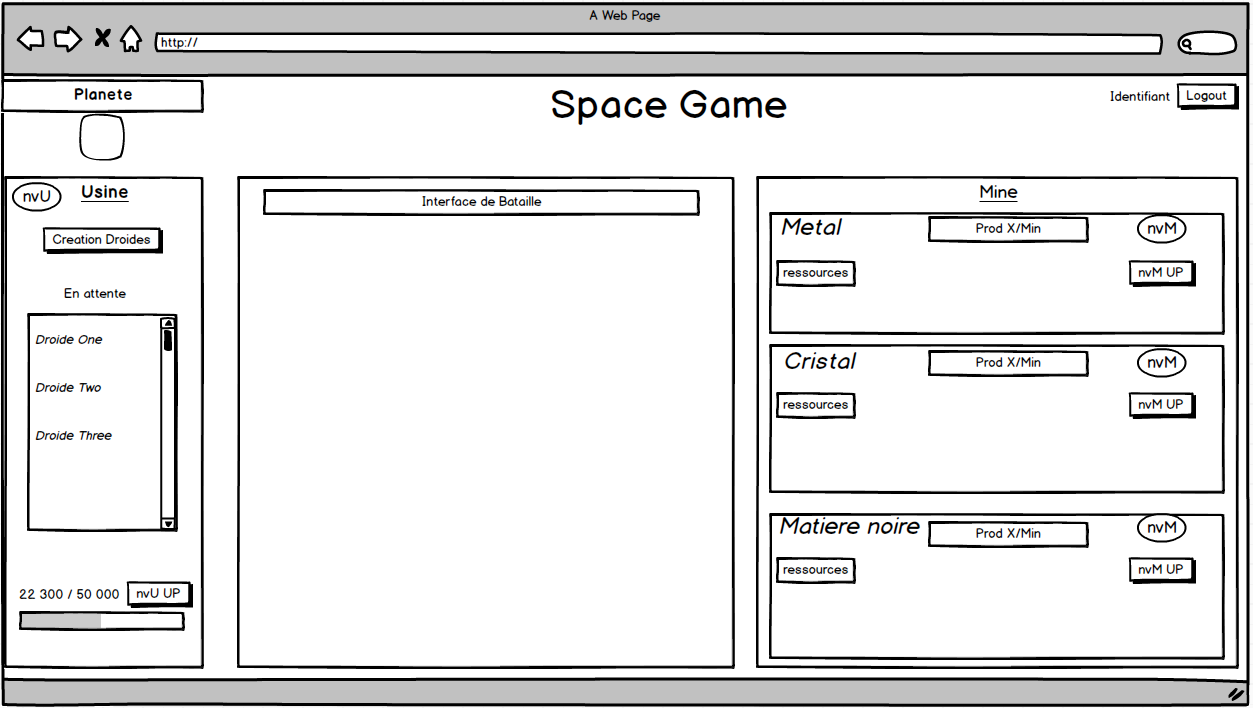 A Web Page
http://
Planete
Space Game
Identifiant
Logout
nvU
Usine
Creation Droides
En attente
Droide One
Droide Two
Droide Three
22 300 / 50 000
nvU UP
Interface de Bataille
Mine
Metal
Prod X/Min
nvM
ressources
nvM UP
Cristal
Prod X/Min
nvM
ressources
nvM UP
Matiere noire
Prod X/Min
nvM
ressources
nvM UP